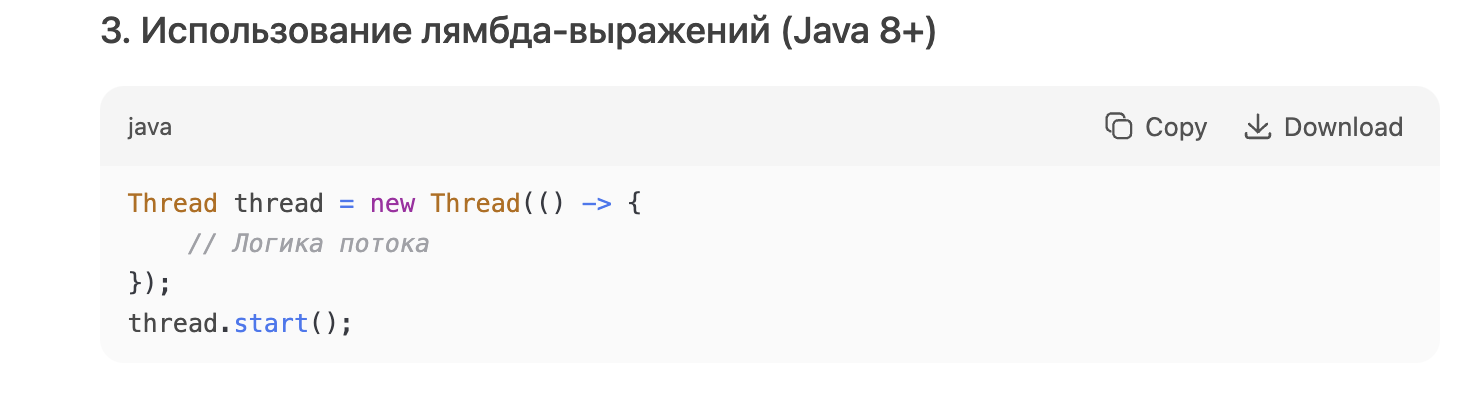 3. Использование лямбда-выражений (Java 8+)
java Copy Download
Thread thread = new Thread(() -> {
    // Логика потока
});
thread.start();